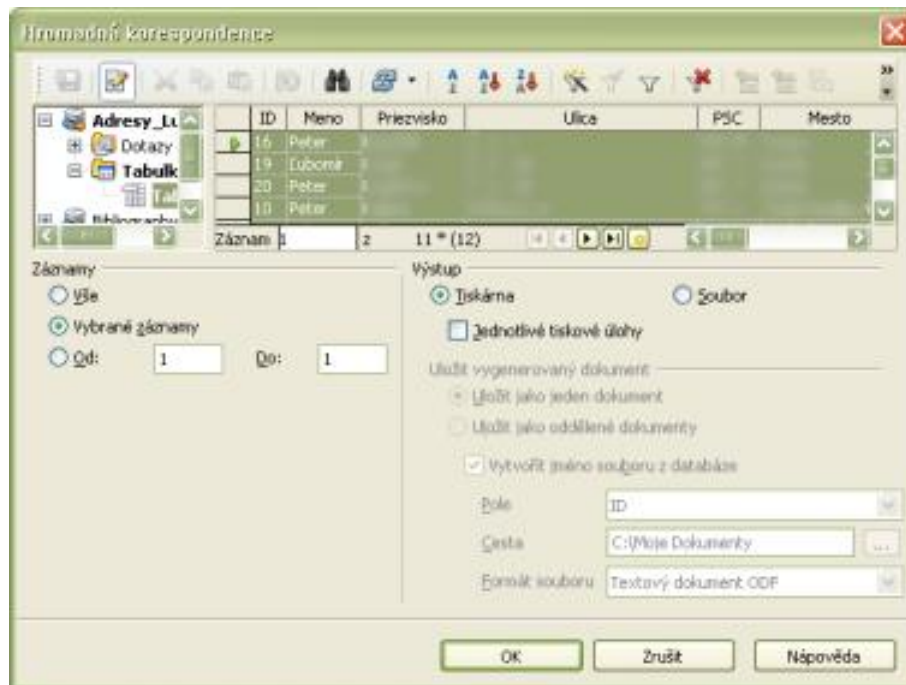 Hromadná korespondence
Adresy_Lu
Dotazy
Tabulk
Tal
ID Meno Priezvisko Ulica PSC Mesto
16 Peter
19 Ľubomir
20 Peter
10 Peter
Záznam 1 z 11 * (12)
Záznamy
Vše
Vybrané záznamy
Od: 1 Do: 1
Výstup
Tiskárna Soubor
Jednotlivé tiskové úlohy
Uložit vygenerovaný dokument
Uložit jako jeden dokument
Uložit jako oddělené dokumenty
Vytvořit jméno souboru z databáze
Pole ID
Cesta C:\Moje Dokumenty ...
Formát souboru Textový dokument ODF
OK Zrušit Nápověda